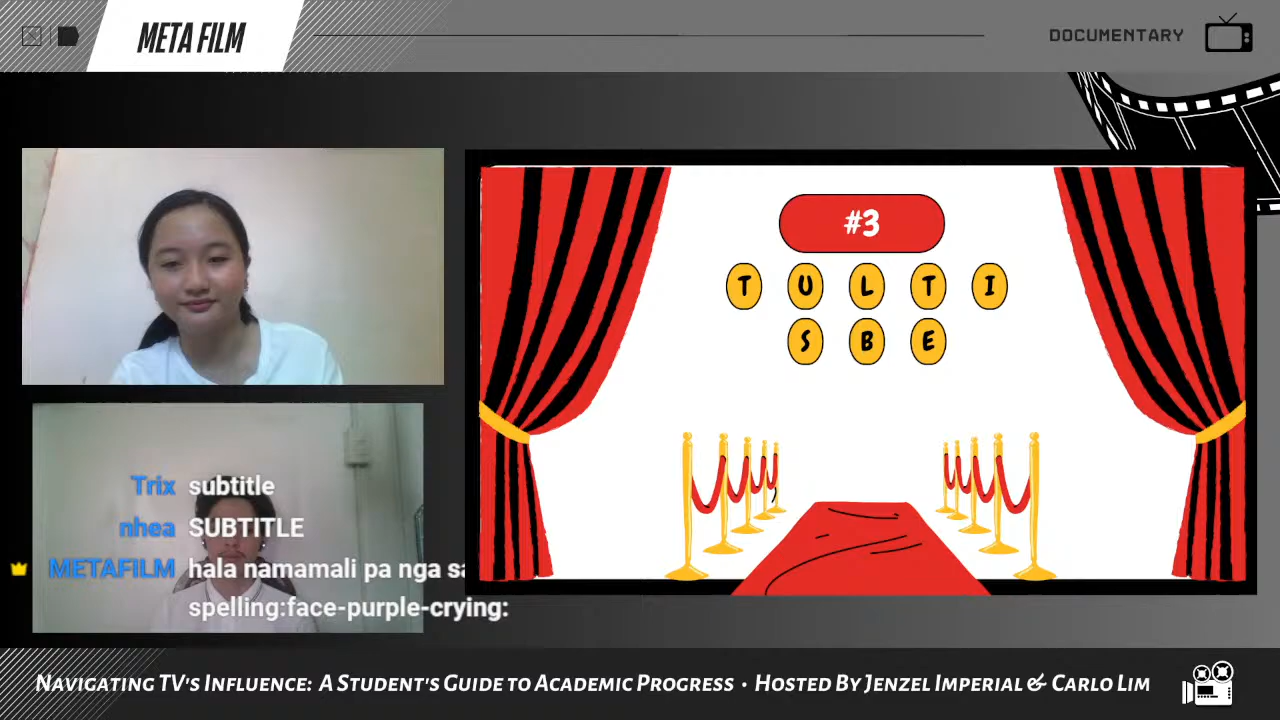 META FILM
DOCUMENTARY
#3
T U L T I
S B E
Trix subtitle
nhea SUBTITLE
METAFILM hala namamali pa nga sa
spelling:face-purple-crying:
Navigating TV's Influence: A Student's Guide to Academic Progress • Hosted By Jenzel Imperial & Carlo Lim